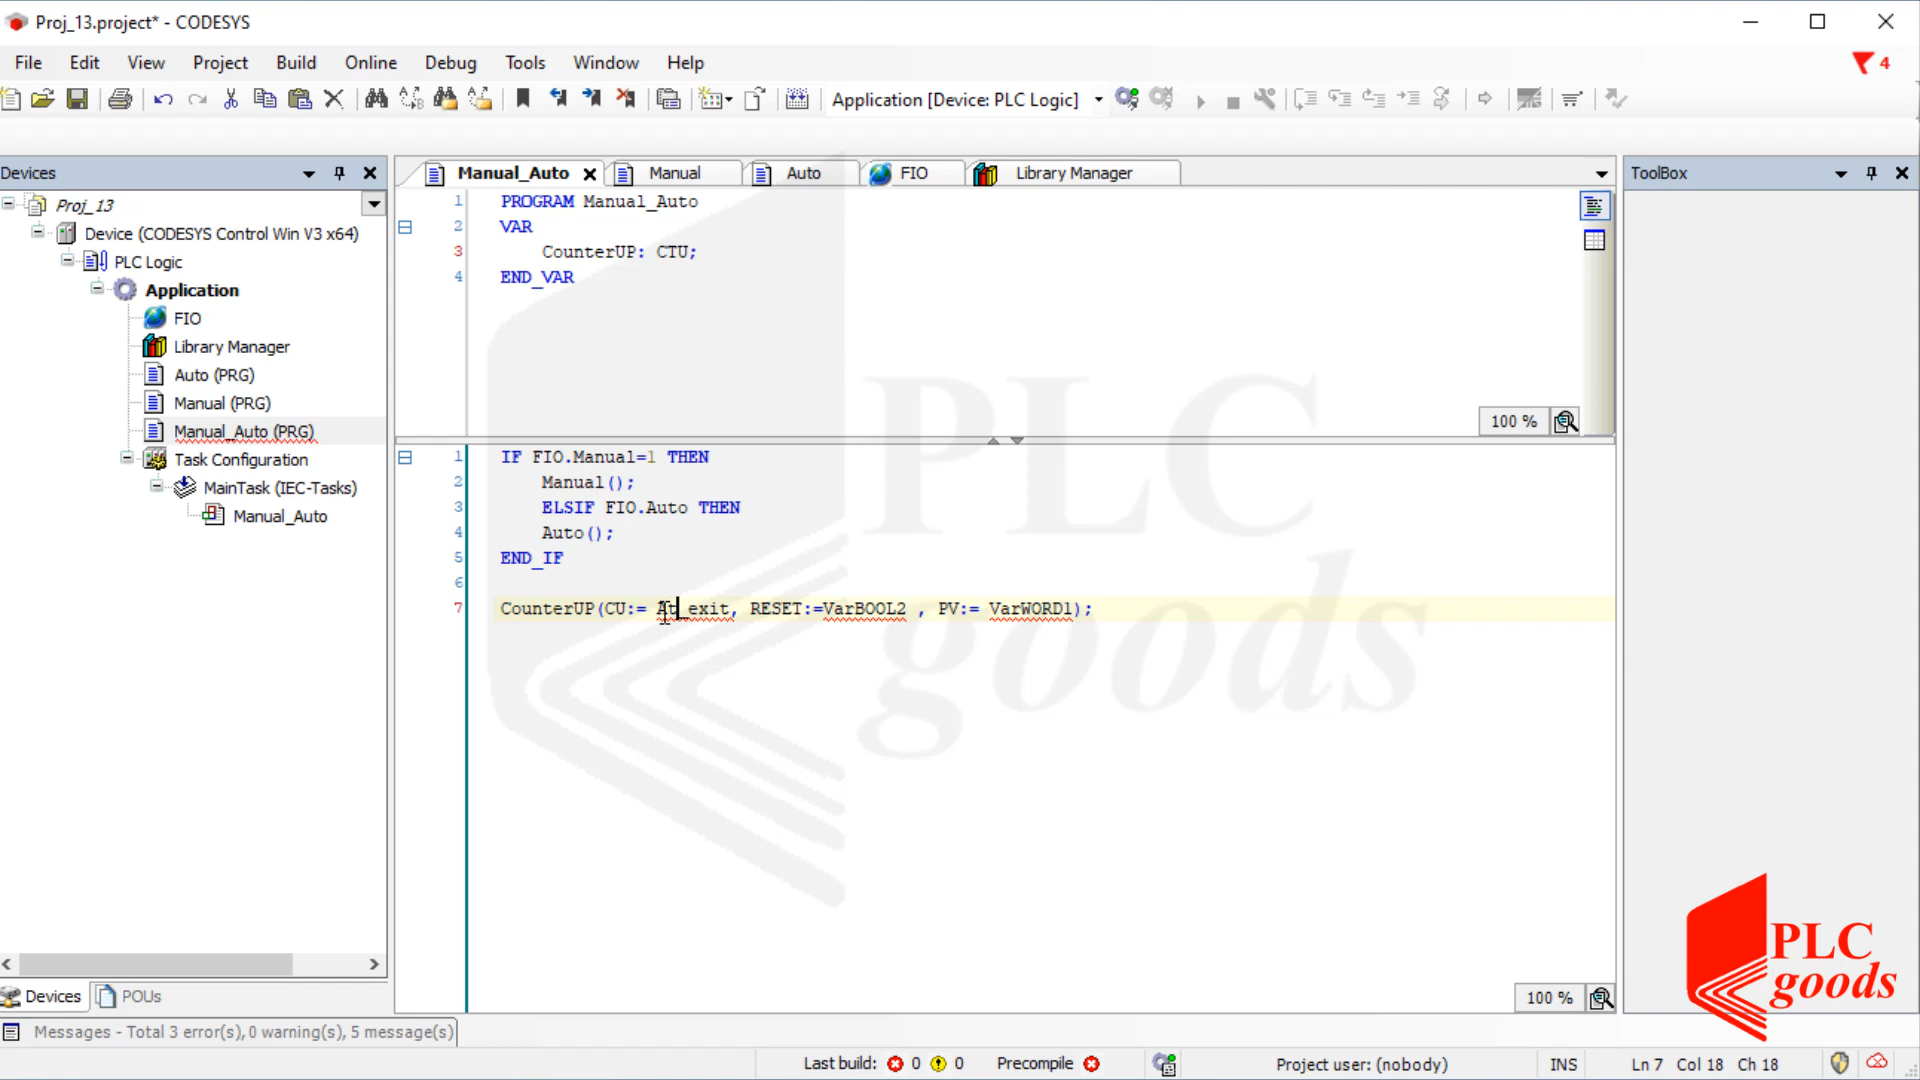 Proj_13.project* - CODESYS
File Edit View Project Build Online Debug Tools Window Help
4
Application [Device: PLC Logic]
Devices
Manual_Auto Manual Auto FIO Library Manager
ToolBox
Proj_13
Device (CODESYS Control Win V3 x64)
PLC Logic
Application
FIO
Library Manager
Auto (PRG)
Manual (PRG)
Manual_Auto (PRG)
Task Configuration
MainTask (IEC-Tasks)
Manual_Auto
1 PROGRAM Manual_Auto
2 VAR
3 CounterUP: CTU;
4 END_VAR
100 %
1 IF FIO.Manual=1 THEN
2 Manual();
3 ELSIF FIO.Auto THEN
4 Auto();
5 END_IF
6
7 CounterUP(CU:= At_exit, RESET:=VarBOOL2 , PV:= VarWORD1);
PLC
goods
100 %
PLC
goods
Devices POUs
Messages - Total 3 error(s), 0 warning(s), 5 message(s)
Last build: 0 0 Precompile Project user: (nobody) INS Ln 7 Col 18 Ch 18